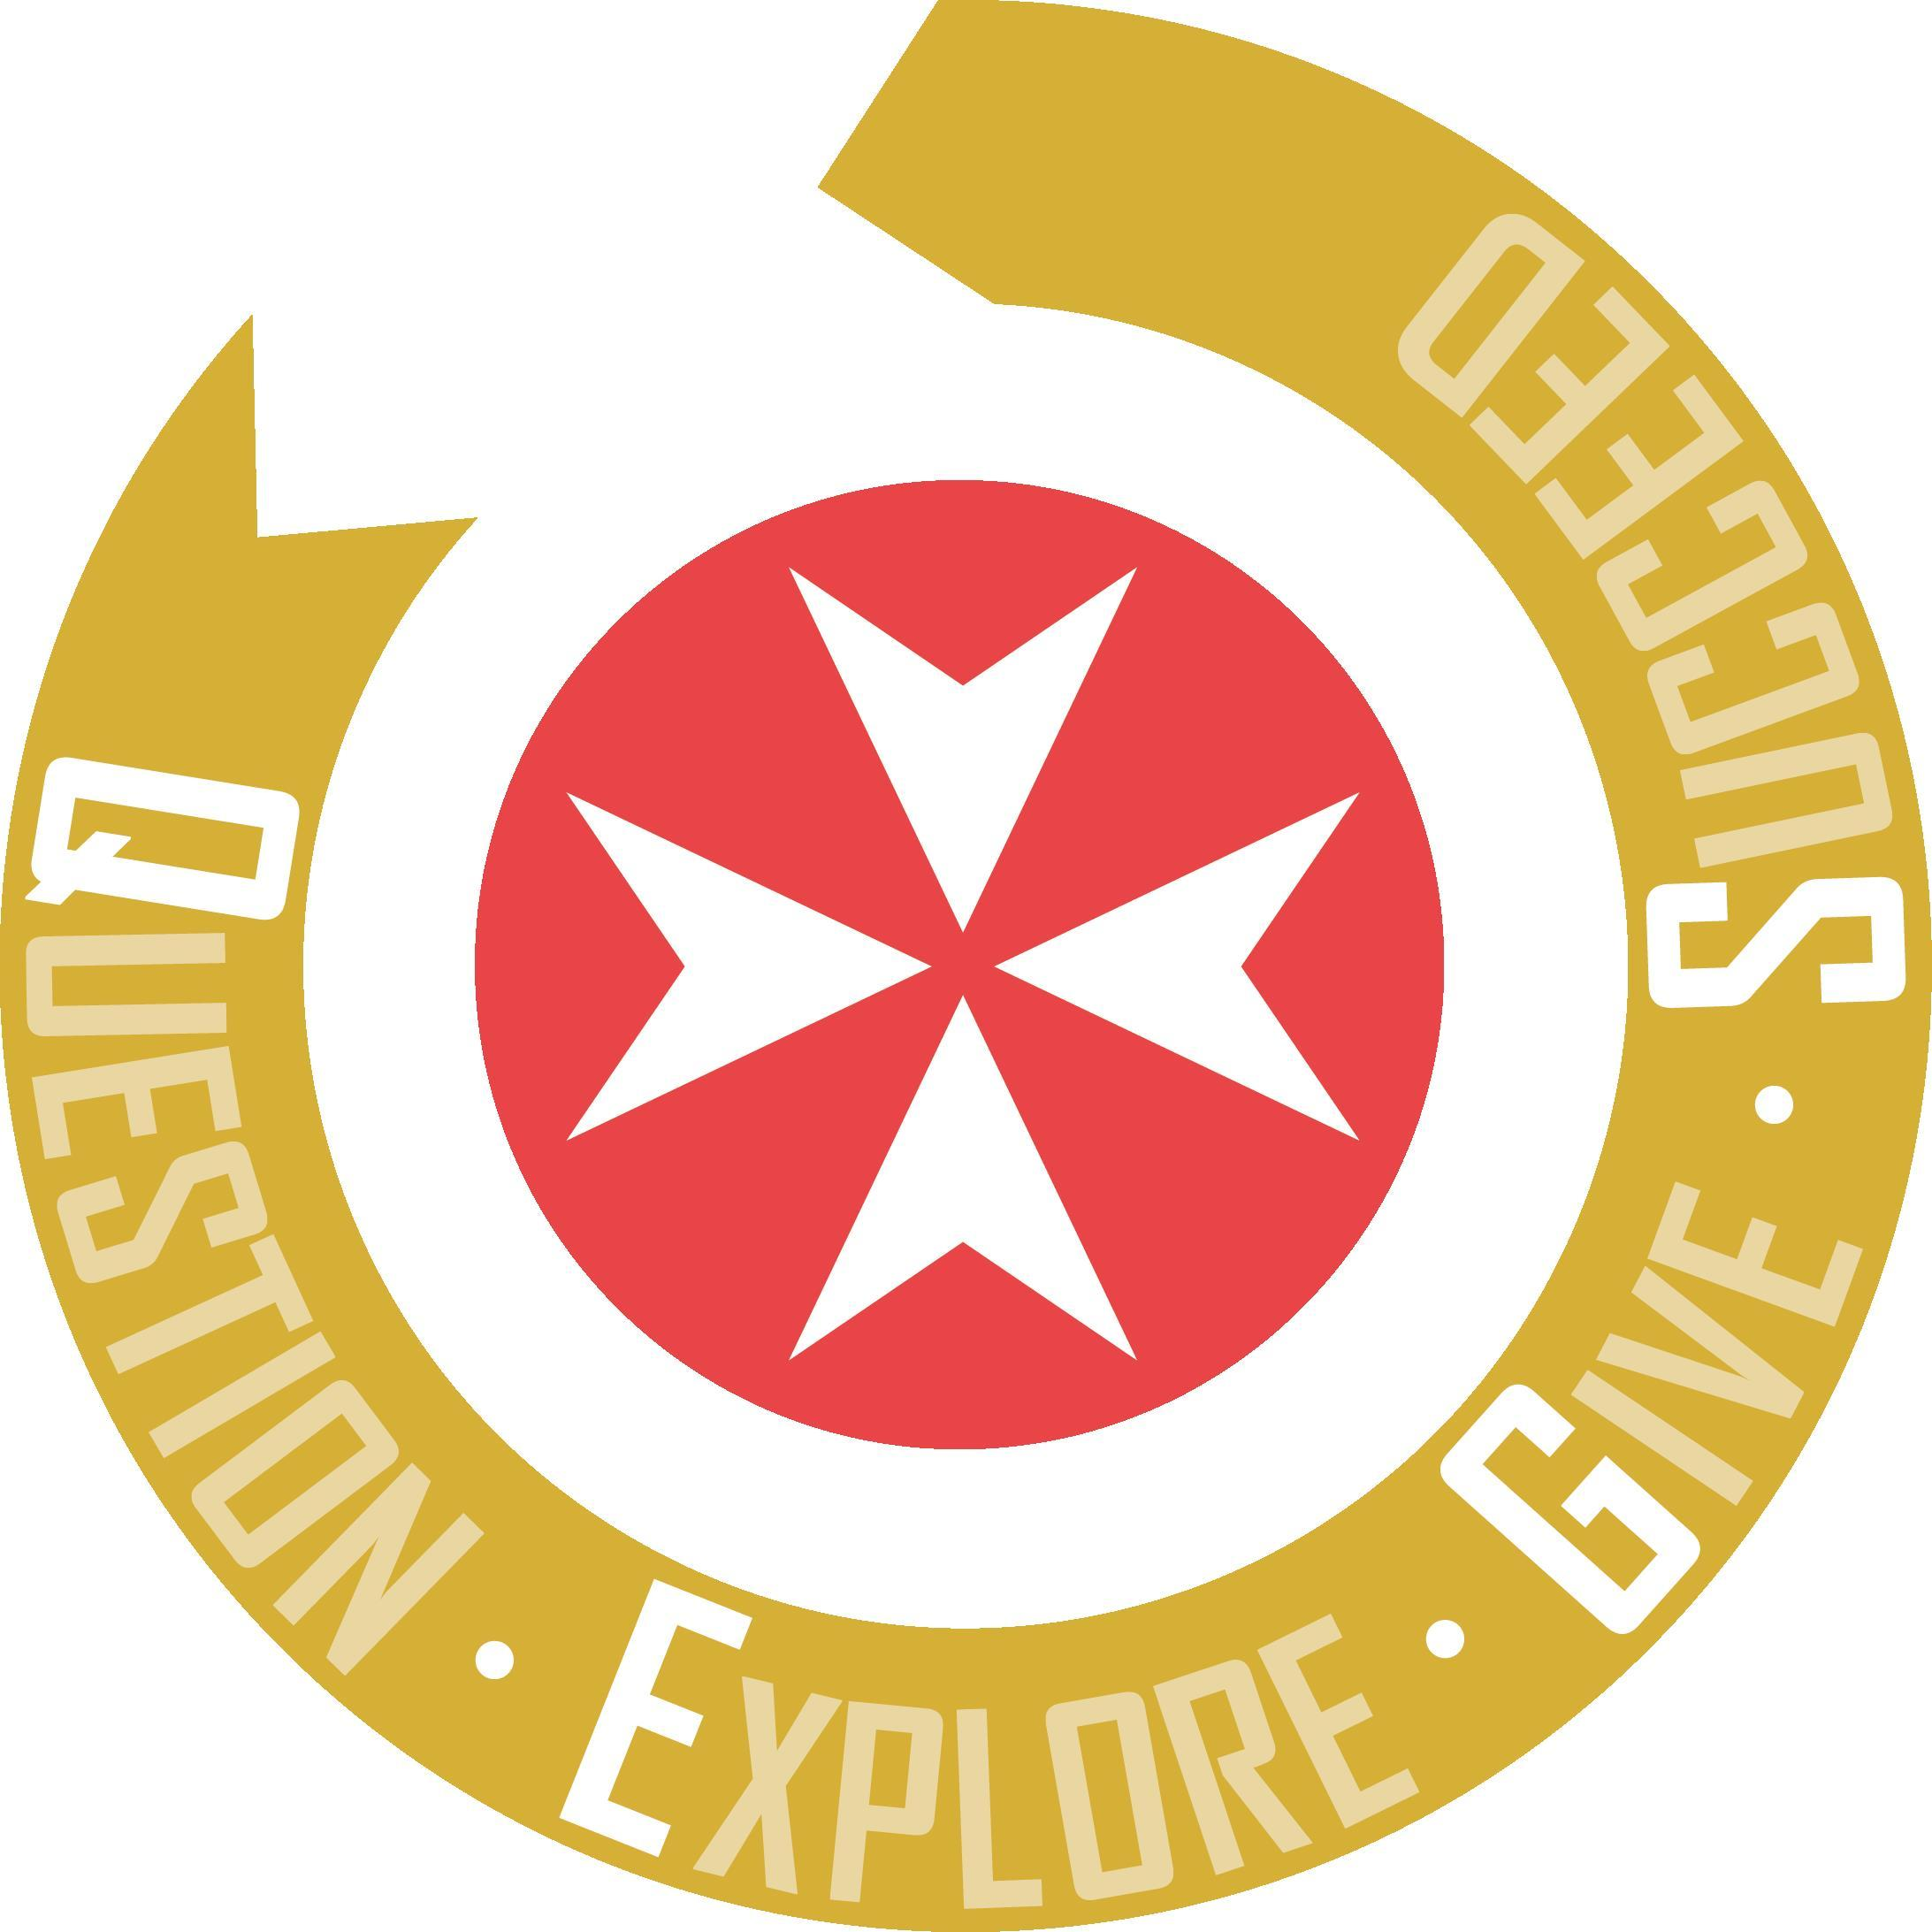 QUESTION • EXPLORE • GIVE • SUCCEED